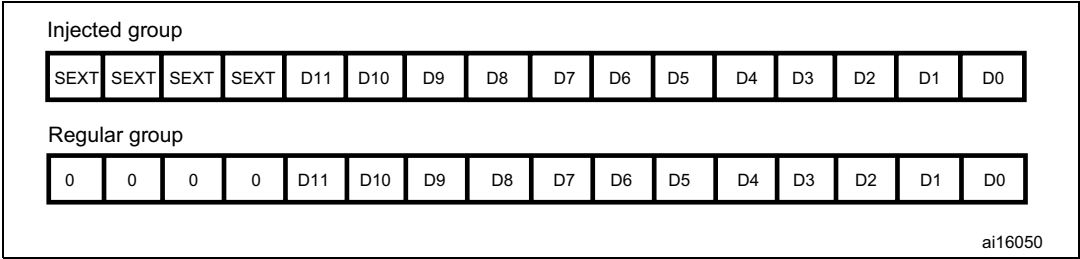 Injected group
SEXT SEXT SEXT SEXT D11 D10 D9 D8 D7 D6 D5 D4 D3 D2 D1 D0
Regular group
0 0 0 0 D11 D10 D9 D8 D7 D6 D5 D4 D3 D2 D1 D0
ai16050